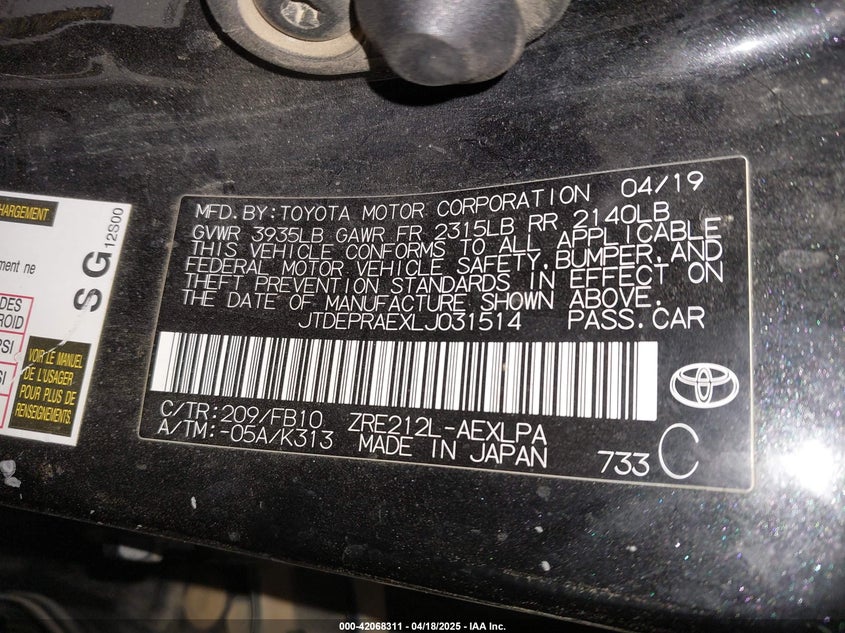 HARGEMENT
SG
12S00
ment ne
DES
ROID
PSI
SI
VOIR LE MANUEL
DE L'USAGER
POUR PLUS DE
RENSEIGNEMENTS.
MFD. BY: TOYOTA MOTOR CORPORATION 04/19
GVWR 3935LB GAWR FR 2315LB RR 2140LB
THIS VEHICLE CONFORMS TO ALL APPLICABLE
FEDERAL MOTOR VEHICLE SAFETY, BUMPER, AND
THEFT PREVENTION STANDARDS IN EFFECT ON
THE DATE OF MANUFACTURE SHOWN ABOVE.
JTDEPRAEXLJ031514 PASS. CAR
C/TR: 209/FB10 ZRE212L-AEXLPA
A/TM: -05A/K313 MADE IN JAPAN 733 C
000-42068311 - 04/18/2025 - IAA Inc.